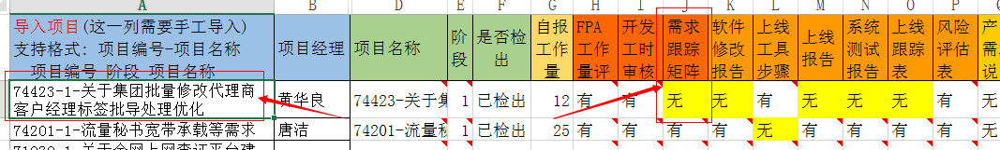 A B D E F G H I J K L M N O P
导入项目(这一列需要手工导入)
支持格式：项目编号-项目名称
项目编号 阶段 项目名称
项目经理
项目名称
阶
段
是否检
出
自报
工作
量
FPA
工作
量评
开发
工时
审核
需求
跟踪
矩阵
软件
修改
报告
上线
工具
步骤
上线
报告
系统
测试
报告
上线
跟踪
表
风险
评估
表
产
需
说
74423-1-关于集团批量修改代理商
客户经理标签批导处理优化
黄华良 74423-关于集 1 已检出 12 有 有 无 无 有 无 无 无 有 无
74201-1-流量秘书宽带承载等需求 唐洁 74201-流量秘 1 已检出 25 有 有 有 有 无 有 有 有 有 有